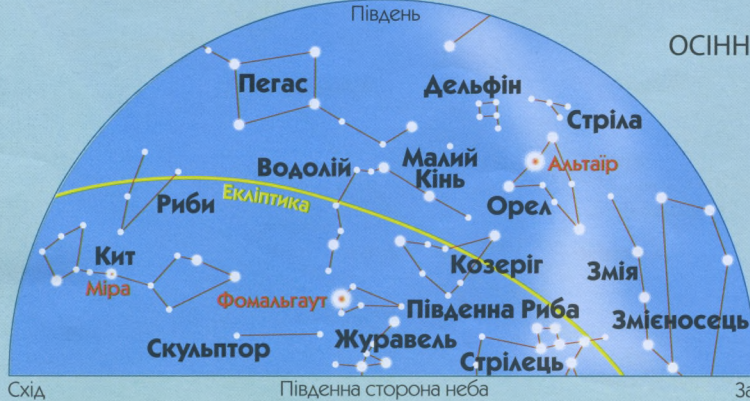 Південь
ОСІНН
Пегас
Дельфін
Стріла
Водолій
Малий
Кінь
Альтаїр
Риби
Екліптика
Орел
Кит
Міра
Козеріг
Змія
Фомальгаут
Південна Риба
Змієносець
Скульптор
Журавель
Стрілець
Схід
Південна сторона неба
За